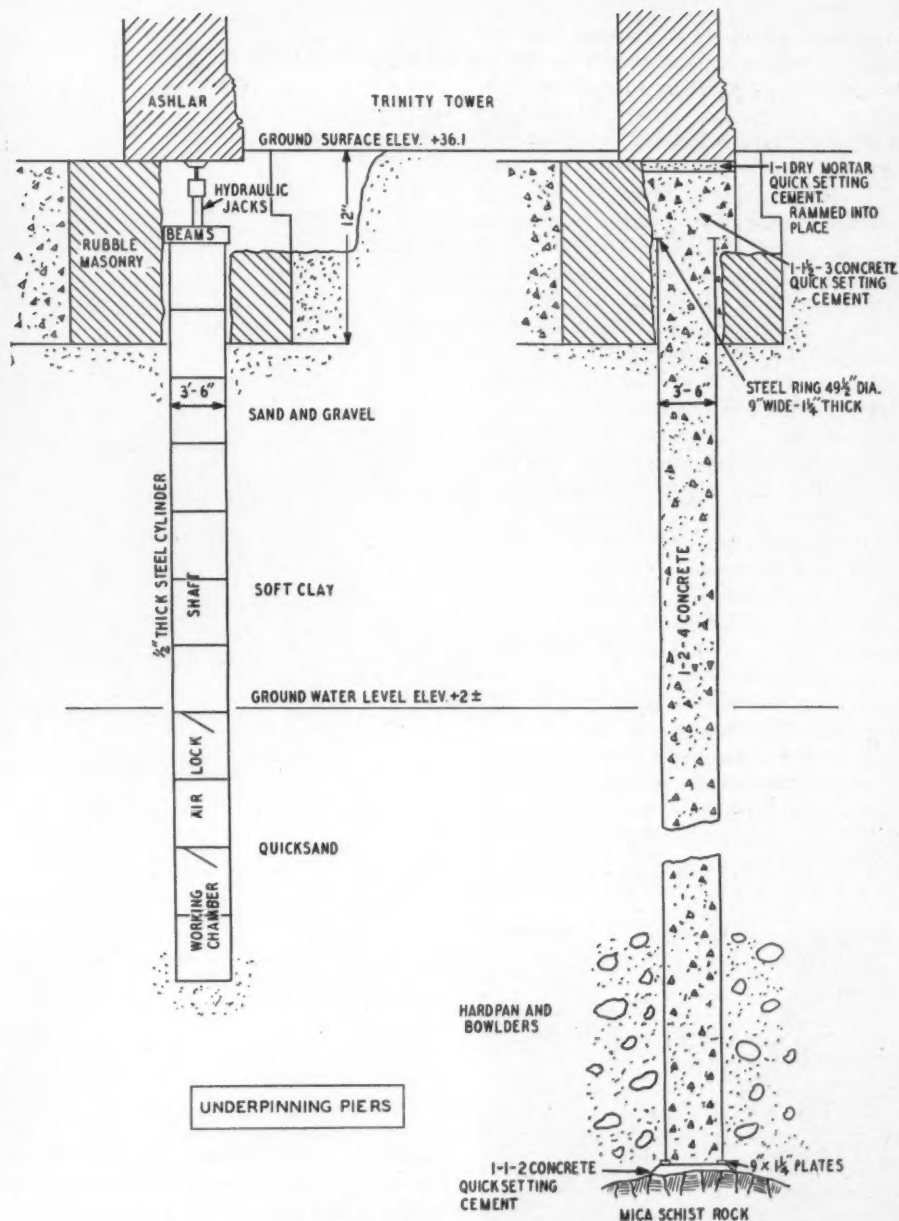 ASHLAR
TRINITY TOWER
GROUND SURFACE ELEV. +36.1
HYDRAULIC
JACKS
BEAMS
RUBBLE
MASONRY
12"
3'-6"
SAND AND GRAVEL
½" THICK STEEL CYLINDER
SHAFT
SOFT CLAY
GROUND WATER LEVEL ELEV.+2 ±
LOCK
AIR
QUICKSAND
WORKING
CHAMBER
UNDERPINNING PIERS
1-1 DRY MORTAR
QUICK SETTING
CEMENT.
RAMMED INTO
PLACE
1-1½-3 CONCRETE
QUICK SETTING
CEMENT
STEEL RING 49½" DIA.
9" WIDE-1¼" THICK
3'-6"
1-2-4 CONCRETE
HARDPAN AND
BOWLDERS
1-1-2 CONCRETE
QUICK SETTING
CEMENT
9" × 1¼" PLATES
MICA SCHIST ROCK